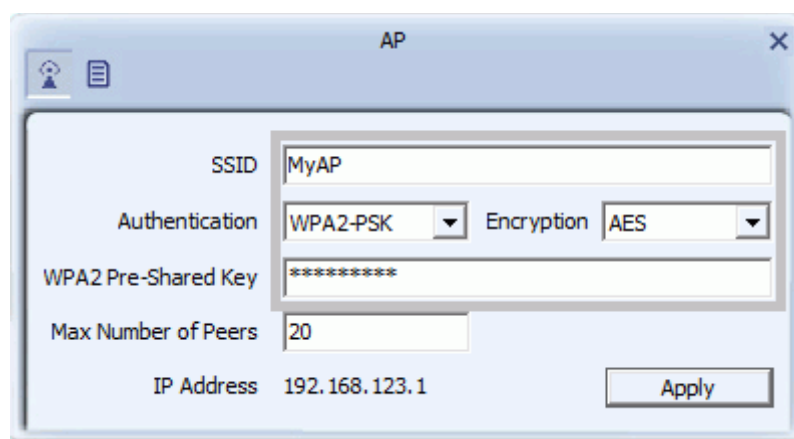 AP
SSID MyAP
Authentication WPA2-PSK Encryption AES
WPA2 Pre-Shared Key *********
Max Number of Peers 20
IP Address 192.168.123.1 Apply